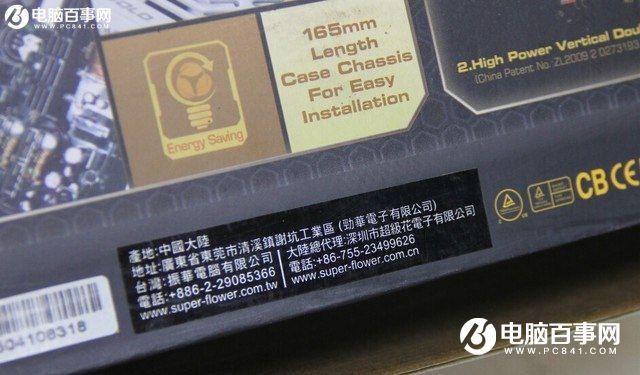 电脑百事网
WWW.PC841.COM
OLD
165mm
Length
Case Chassis
For Easy
Installation
Energy Saving
2.High Power Vertical Dou
(China Patent. No. ZL2009 2 0273193
CB CE
產地:中國大陸
地址:廣東省東莞市清溪鎮謝坑工業區 (勁華電子有限公司)
台灣:振華電腦有限公司
電話:+886-2-29085366
www.super-flower.com.tw
大陸總代理:深圳市超級花電子有限公司
電話:+86-755-23499626
www.super-flower.com.cn
504106318
电脑百事网
WWW.PC841.COM